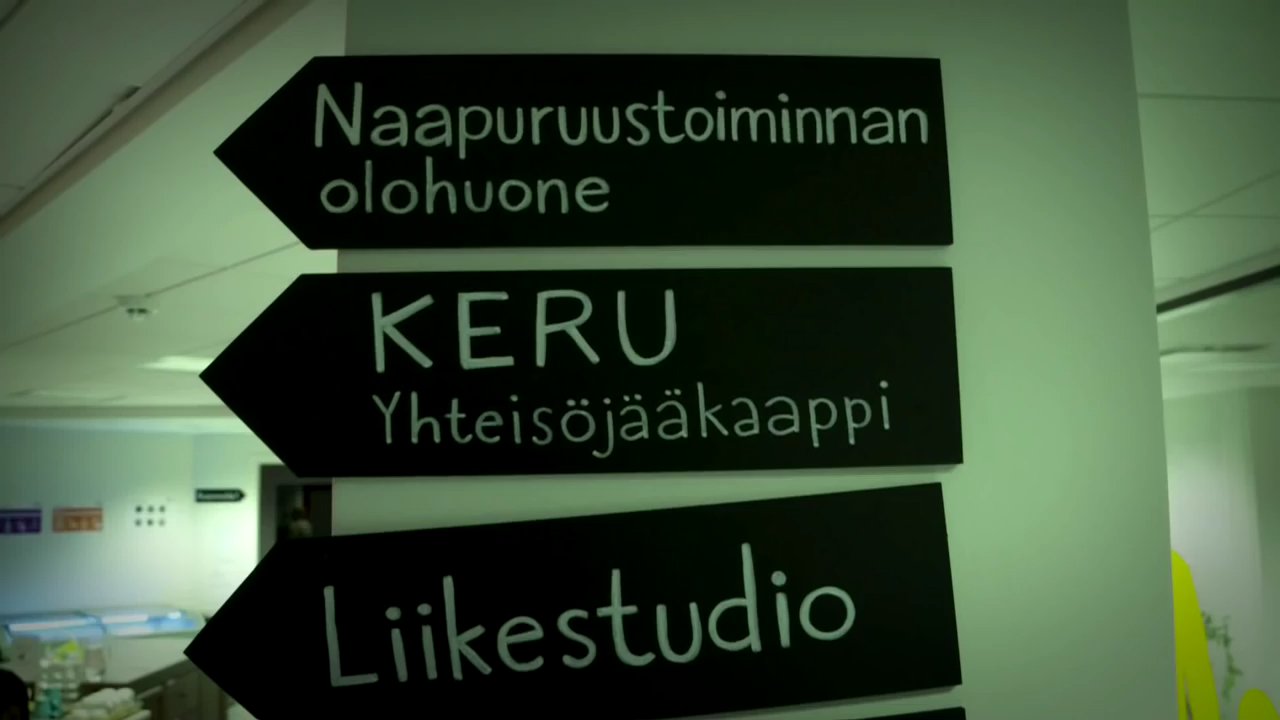 Naapuruustoiminnan
olohuone
KERU
Yhteisöjääkaappi
Liikestudio